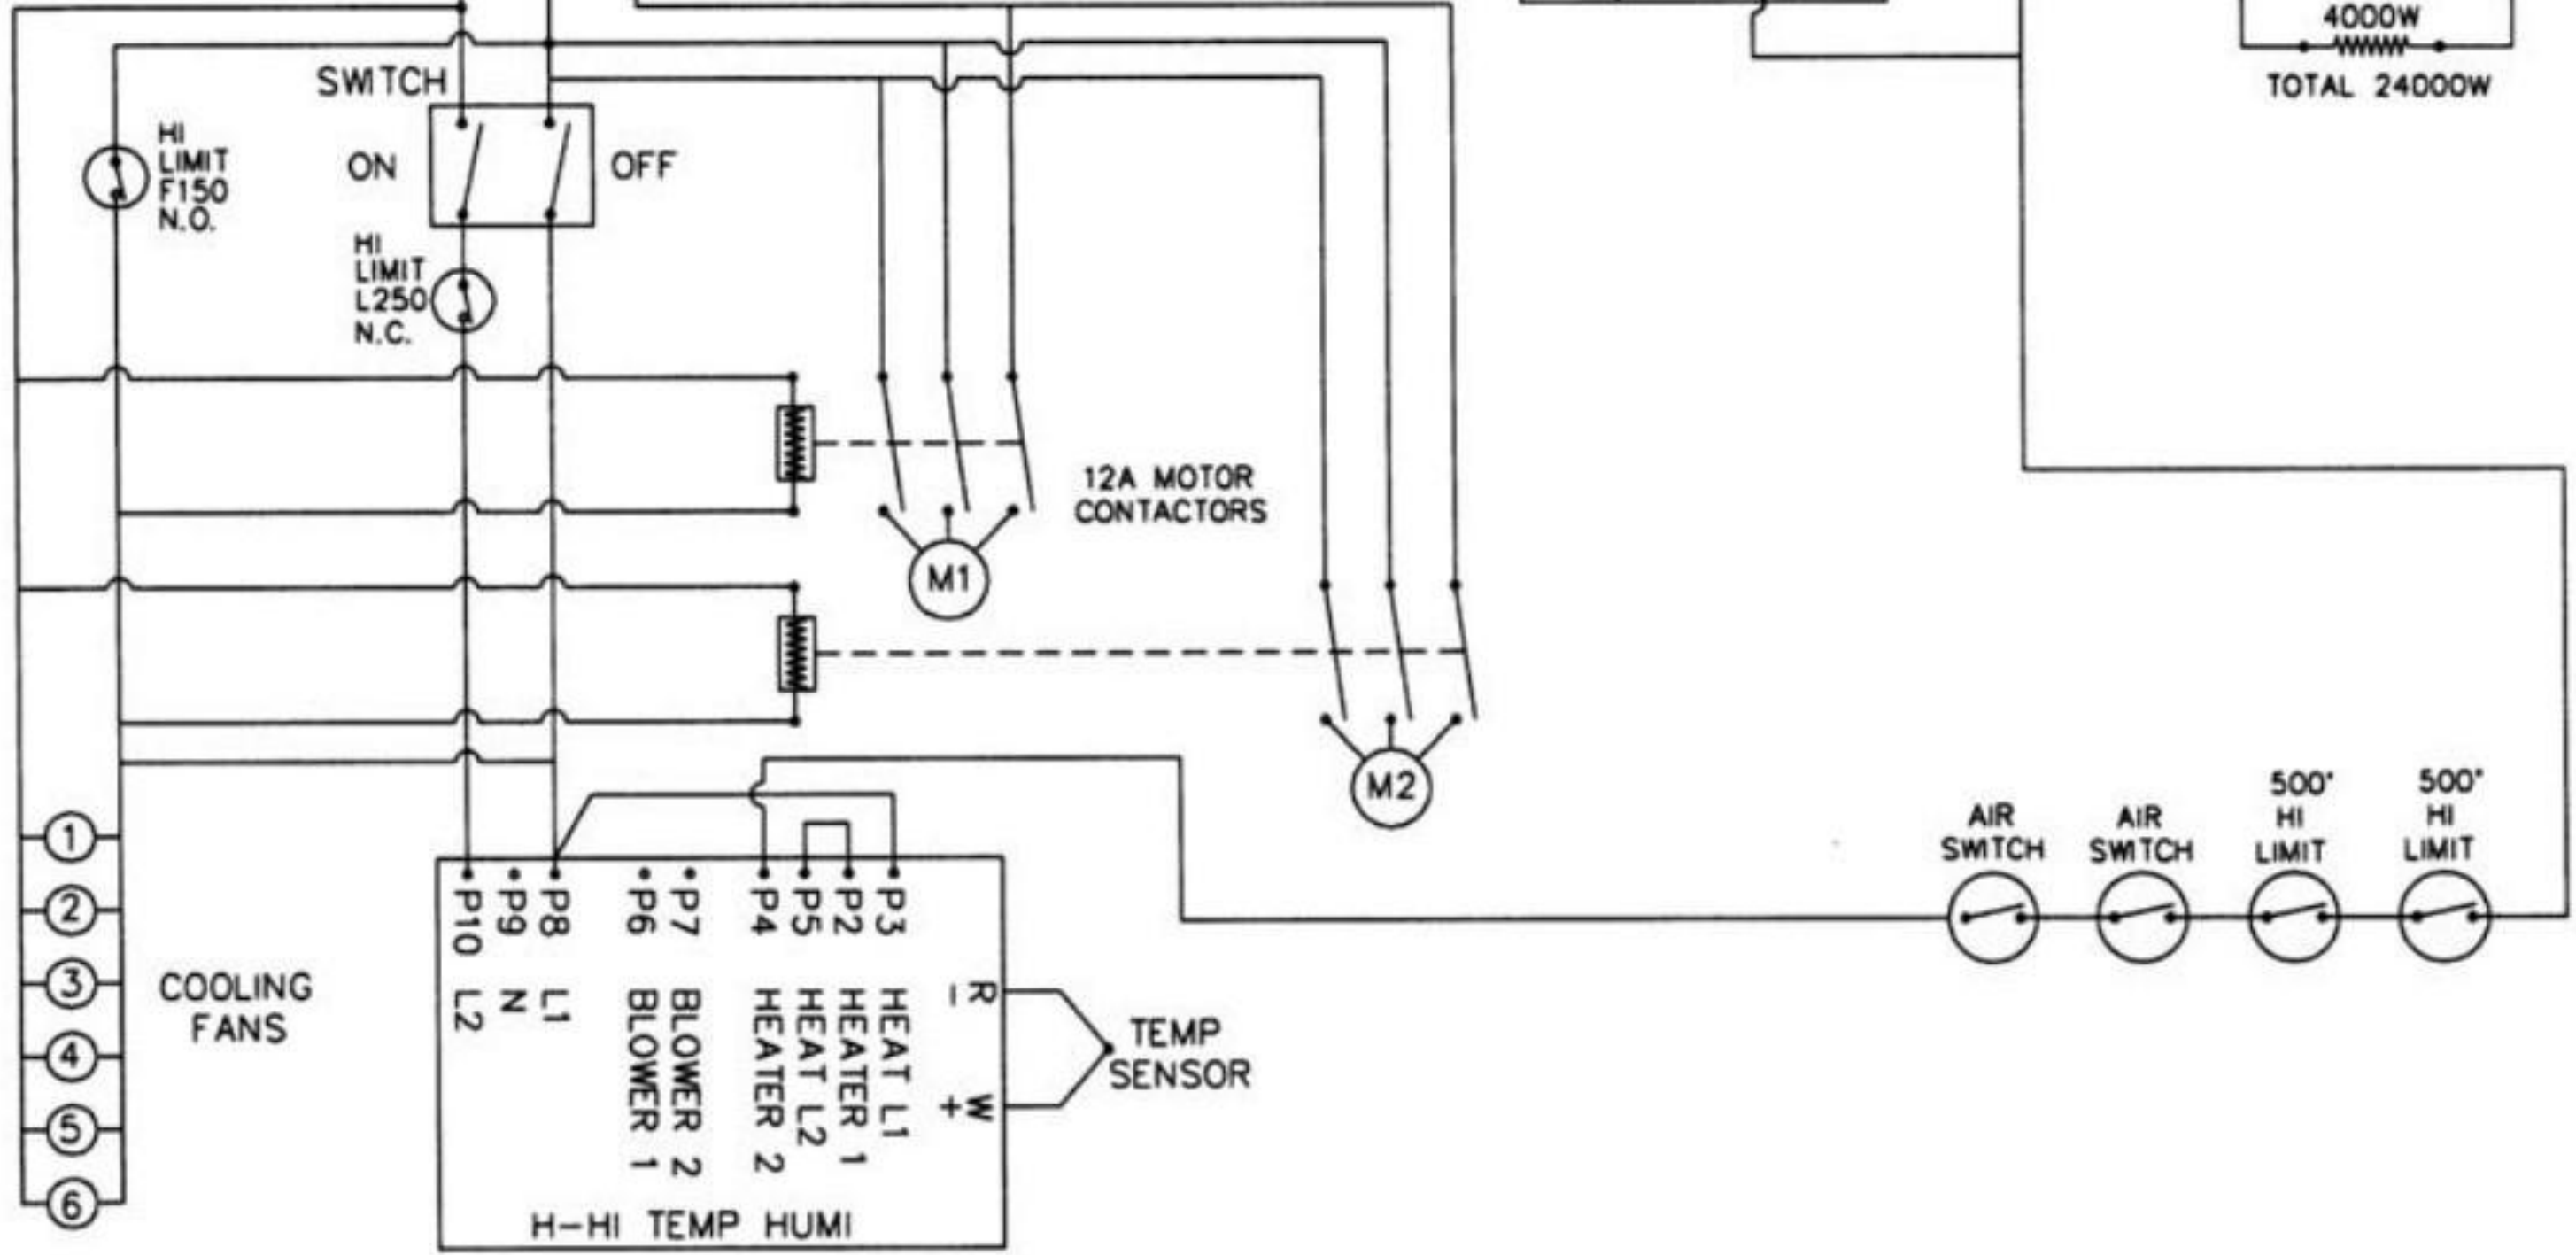 4000W
TOTAL 24000W
SWITCH
HI
LIMIT
F150
N.O.
ON
OFF
HI
LIMIT
L250
N.C.
12A MOTOR
CONTACTORS
M1
M2
500°
HI
LIMIT
500°
HI
LIMIT
AIR
SWITCH
AIR
SWITCH
1
2
3
4
5
6
COOLING
FANS
P10 L2
P9 N
P8 L1
P6 BLOWER 1
P7 BLOWER 2
P4 HEATER 2
P5 HEAT L2
P2 HEATER 1
P3 HEAT L1
- R
+ W
TEMP
SENSOR
H-HI TEMP HUMI